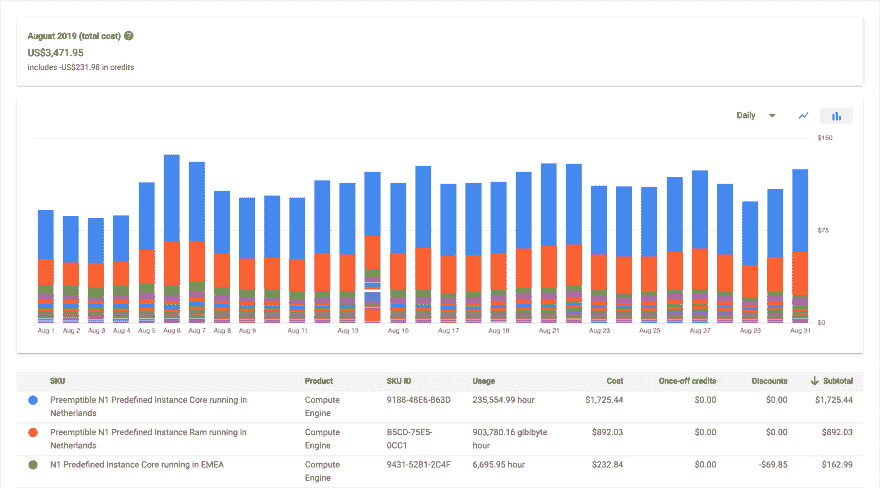 August 2019 (total cost)
US$3,471.95
includes -US$231.98 in credits
Daily
$150
$75
$0
Aug 1 Aug 2 Aug 3 Aug 4 Aug 5 Aug 6 Aug 7 Aug 8 Aug 9 Aug 11 Aug 13 Aug 15 Aug 17 Aug 19 Aug 21 Aug 23 Aug 25 Aug 27 Aug 29 Aug 31
SKU Product SKU ID Usage Cost Once-off credits Discounts Subtotal
Preemptible N1 Predefined Instance Core running in Compute 9188-48E6-B63D 235,554.99 hour $1,725.44 $0.00 $0.00 $1,725.44
Netherlands Engine
Preemptible N1 Predefined Instance Ram running in Compute B5CD-75E5- 903,780.16 gibibyte $892.03 $0.00 $0.00 $892.03
Netherlands Engine 0CC1 hour
N1 Predefined Instance Core running in EMEA Compute 9431-52B1-2C4F 6,695.95 hour $232.84 $0.00 -$69.85 $162.99
Engine